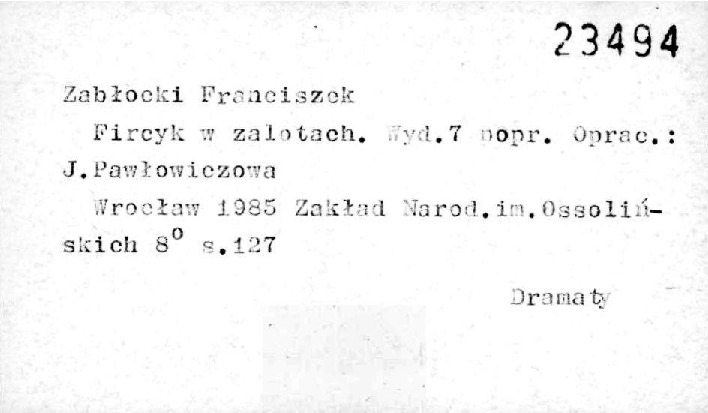 23494
Zabłocki Franciszek
Fircyk w zalotach. Wyd.7 popr. Oprac.:
J.Pawłowiczowa
Wrocław 1985 Zakład Narod.im.Ossoliń-
skich 8⁰ s.127
Dramaty